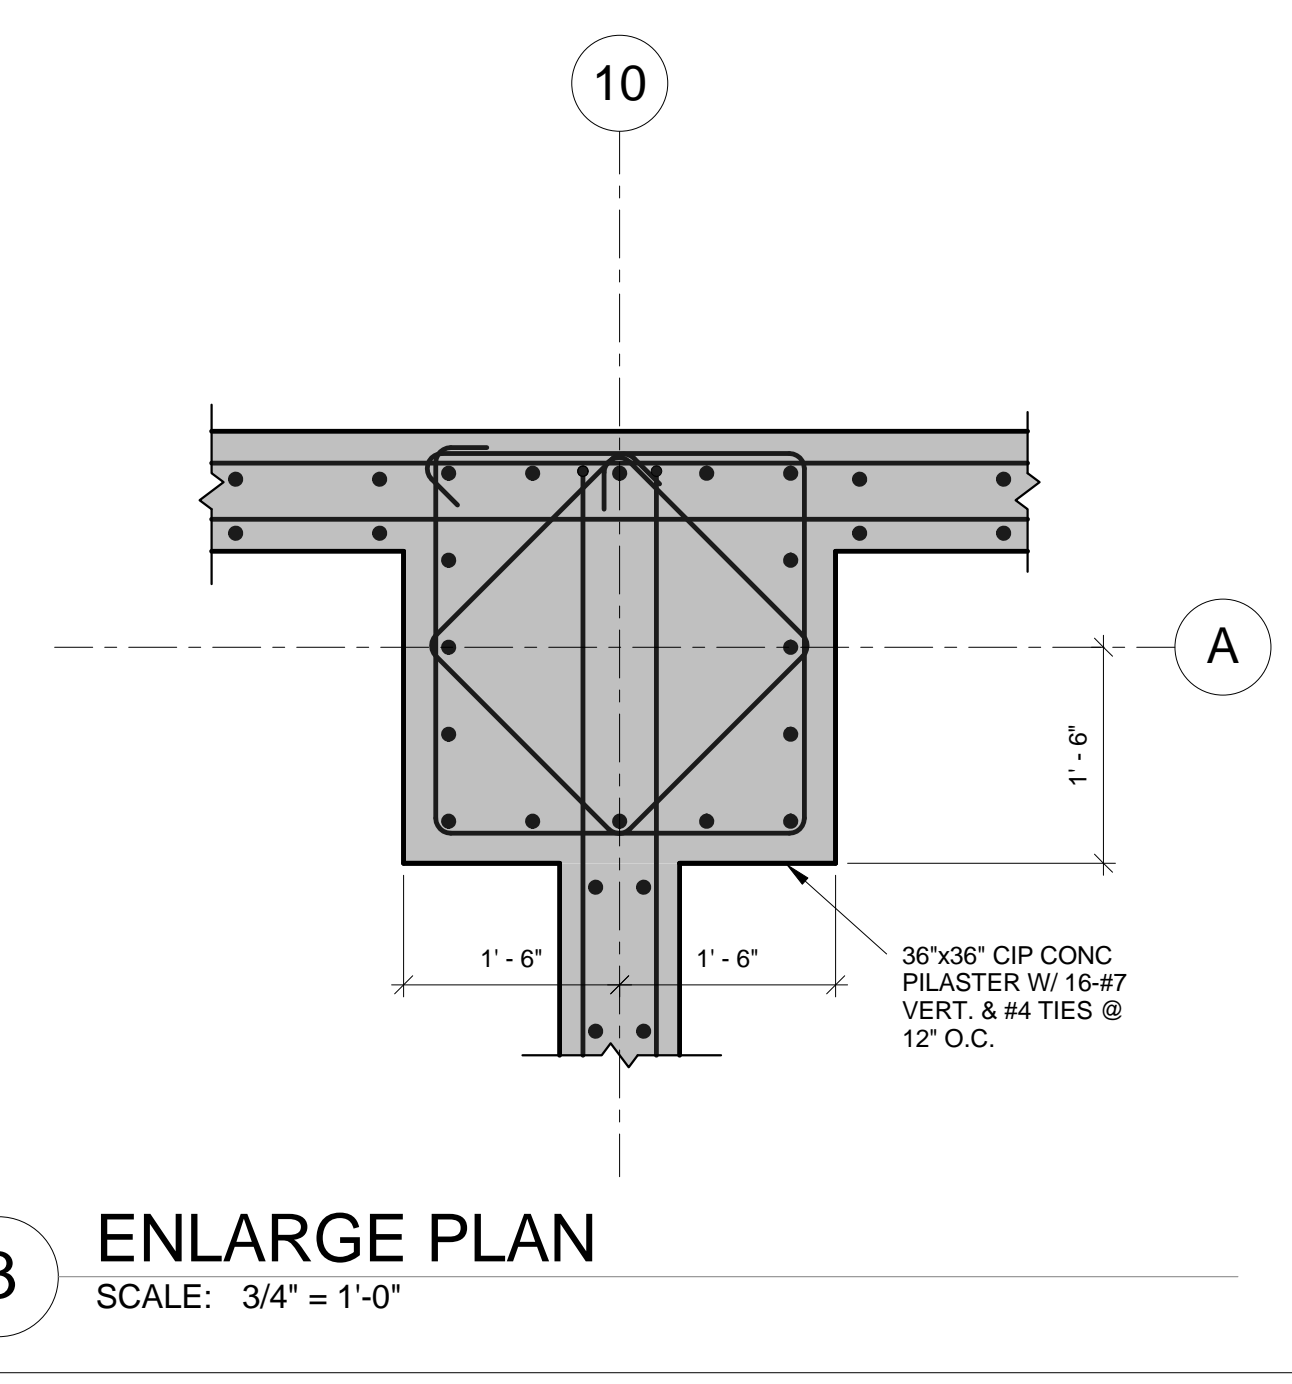 10
A
1' - 6"
1' - 6" 1' - 6"
36"x36" CIP CONC
PILASTER W/ 16-#7
VERT. & #4 TIES @
12" O.C.
ENLARGE PLAN
SCALE: 3/4" = 1'-0"